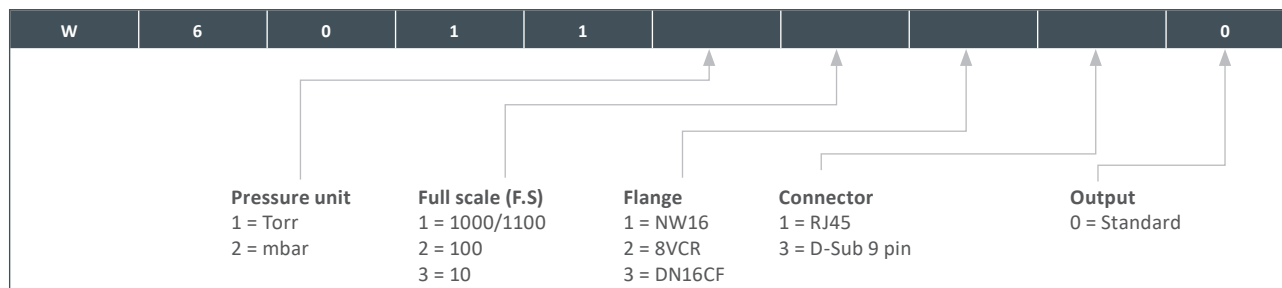 W 6 0 1 1 0
Pressure unit Full scale (F.S) Flange Connector Output
1 = Torr 1 = 1000/1100 1 = NW16 1 = RJ45 0 = Standard
2 = mbar 2 = 100 2 = 8VCR 3 = D-Sub 9 pin
3 = 10 3 = DN16CF